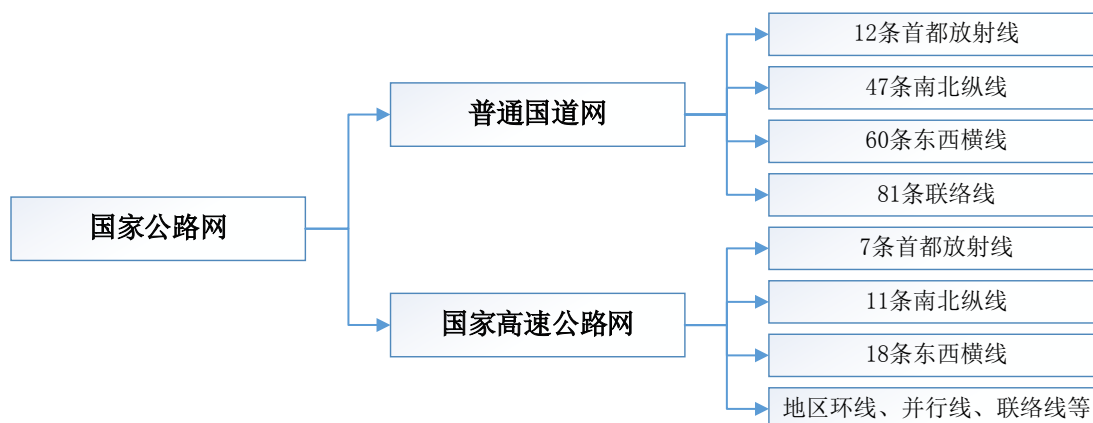 12条首都放射线
47条南北纵线
普通国道网
60条东西横线
81条联络线
国家公路网
7条首都放射线
11条南北纵线
国家高速公路网
18条东西横线
地区环线、并行线、联络线等